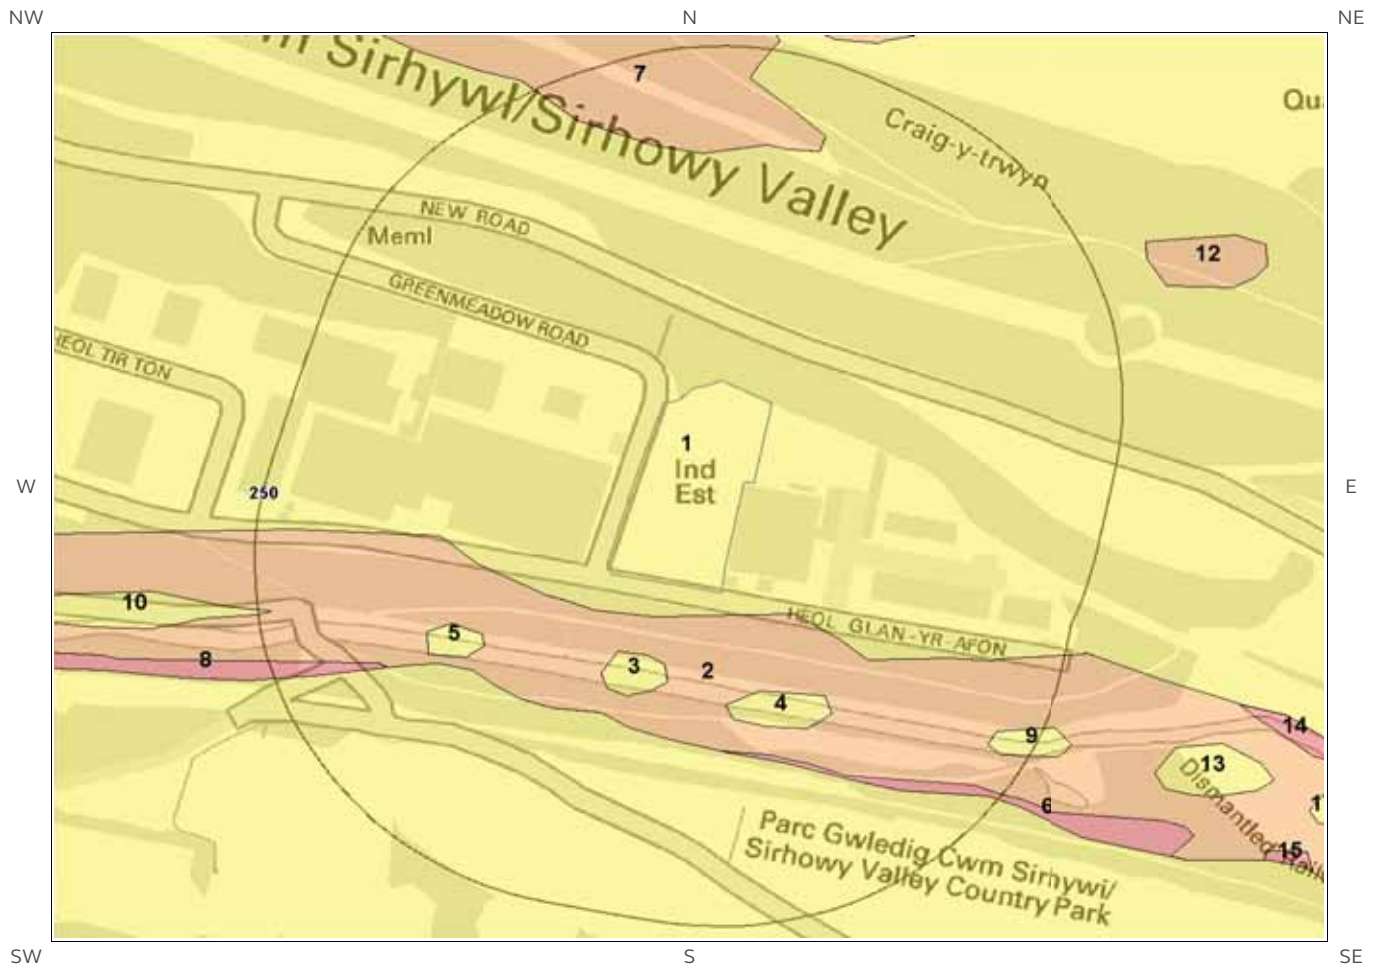 NW
N
NE
7
m Sirhywi/Sirhowy Valley
Craig-y-trwyn
Qu
12
NEW ROAD
Meml
GREENMEADOW ROAD
HEOL TIR TON
1
Ind
Est
W
E
250
10
5
8
3
2
4
9
HEOL GLAN-YR-AFON
14
13
Dismantled
6
15
Parc Gwledig Cwm Sirhywi/
Sirhowy Valley Country Park
SW
S
SE